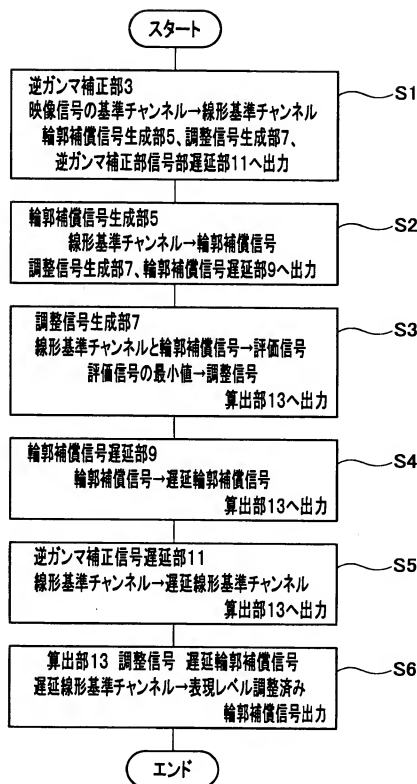 スタート
逆ガンマ補正部3
映像信号の基準チャンネル→線形基準チャンネル
輪郭補償信号生成部5、調整信号生成部7、
逆ガンマ補正部信号部遅延部11へ出力
S1
輪郭補償信号生成部5
線形基準チャンネル→輪郭補償信号
調整信号生成部7、輪郭補償信号遅延部9へ出力
S2
調整信号生成部7
線形基準チャンネルと輪郭補償信号→評価信号
評価信号の最小値→調整信号
算出部13へ出力
S3
輪郭補償信号遅延部9
輪郭補償信号→遅延輪郭補償信号
算出部13へ出力
S4
逆ガンマ補正信号遅延部11
線形基準チャンネル→遅延線形基準チャンネル
算出部13へ出力
S5
算出部13 調整信号 遅延輪郭補償信号
遅延線形基準チャンネル→表現レベル調整済み
輪郭補償信号出力
S6
エンド